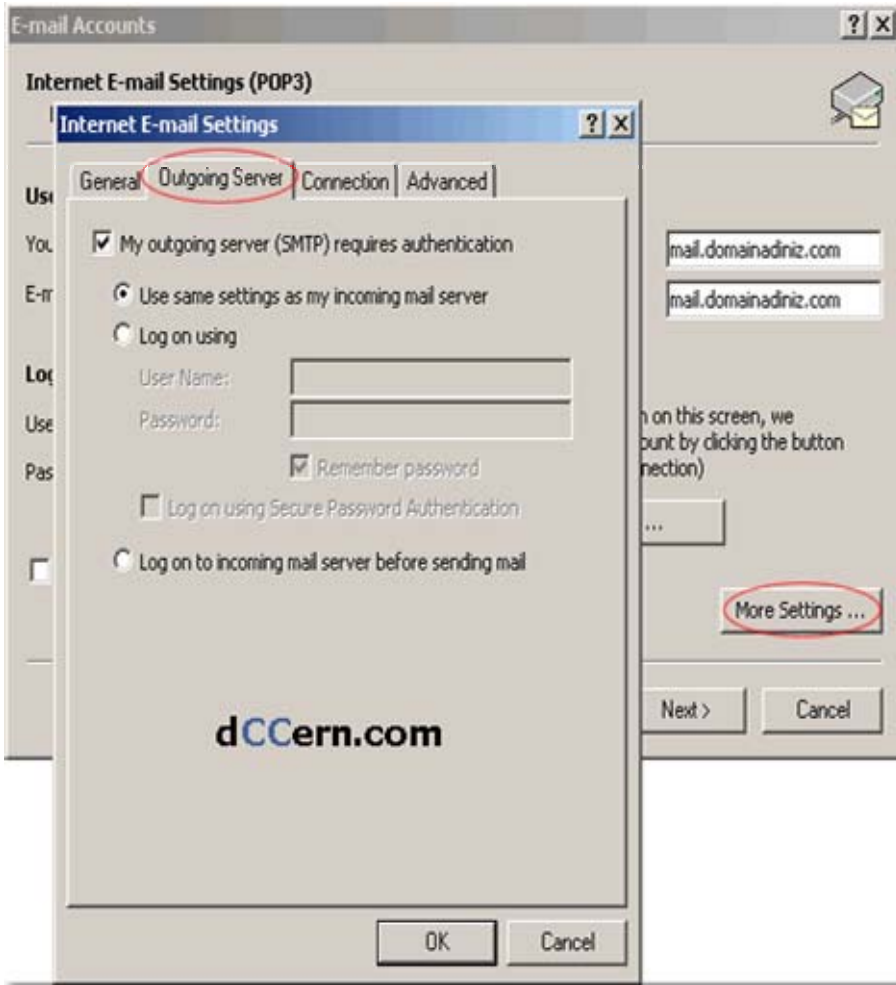 E-mail Accounts
Internet E-mail Settings (POP3)
Internet E-mail Settings
General
Outgoing Server
Connection
Advanced
My outgoing server (SMTP) requires authentication
Use same settings as my incoming mail server
Log on using
User Name:
Password:
Remember password
Log on using Secure Password Authentication
Log on to incoming mail server before sending mail
dCCern.com
OK
Cancel
mail.domainadiniz.com
mail.domainadiniz.com
on this screen, we
by clicking the button
...
More Settings ...
Next >
Cancel